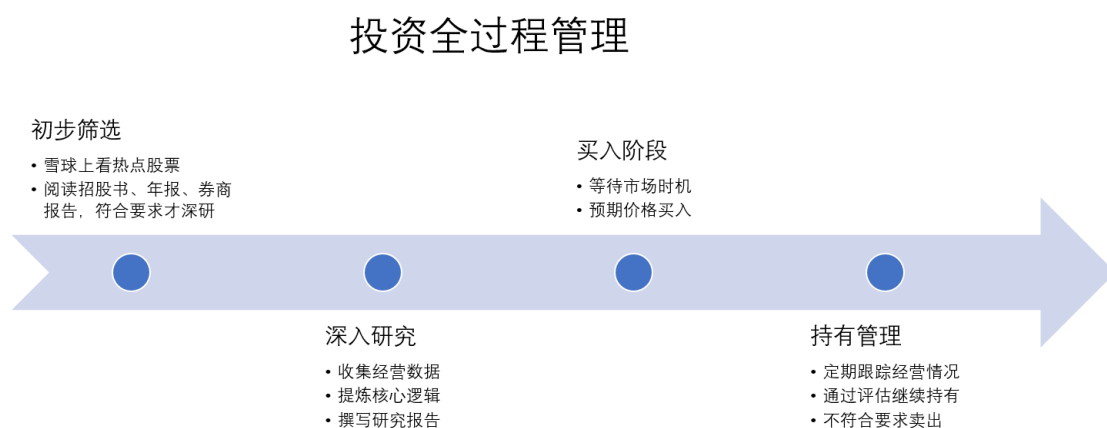 投资全过程管理
初步筛选
• 雪球上看热点股票
• 阅读招股书、年报、券商
报告，符合要求才深研
深入研究
• 收集经营数据
• 提炼核心逻辑
• 撰写研究报告
买入阶段
• 等待市场时机
• 预期价格买入
持有管理
• 定期跟踪经营情况
• 通过评估继续持有
• 不符合要求卖出